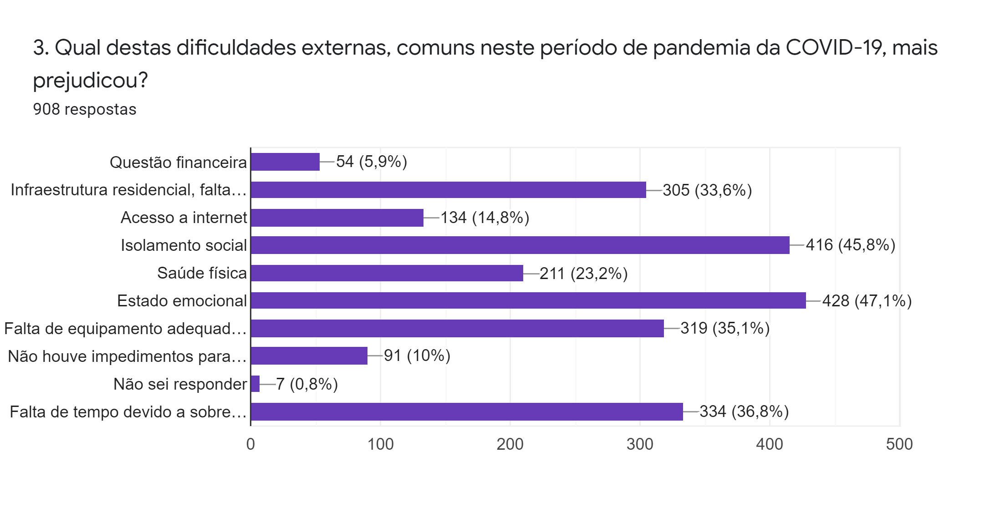 3. Qual destas dificuldades externas, comuns neste período de pandemia da COVID-19, mais
prejudicou?
908 respostas
Questão financeira 54 (5,9%)
Infraestrutura residencial, falta… 305 (33,6%)
Acesso a internet 134 (14,8%)
Isolamento social 416 (45,8%)
Saúde física 211 (23,2%)
Estado emocional 428 (47,1%)
Falta de equipamento adequad… 319 (35,1%)
Não houve impedimentos para… 91 (10%)
Não sei responder 7 (0,8%)
Falta de tempo devido a sobre… 334 (36,8%)
0 100 200 300 400 500